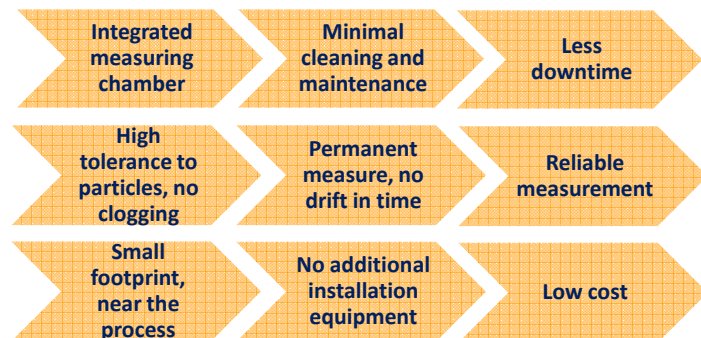 Integrated
measuring
chamber
Minimal
cleaning and
maintenance
Less
downtime
High
tolerance to
particles, no
clogging
Permanent
measure, no
drift in time
Reliable
measurement
Small
footprint,
near the
process
No additional
installation
equipment
Low cost